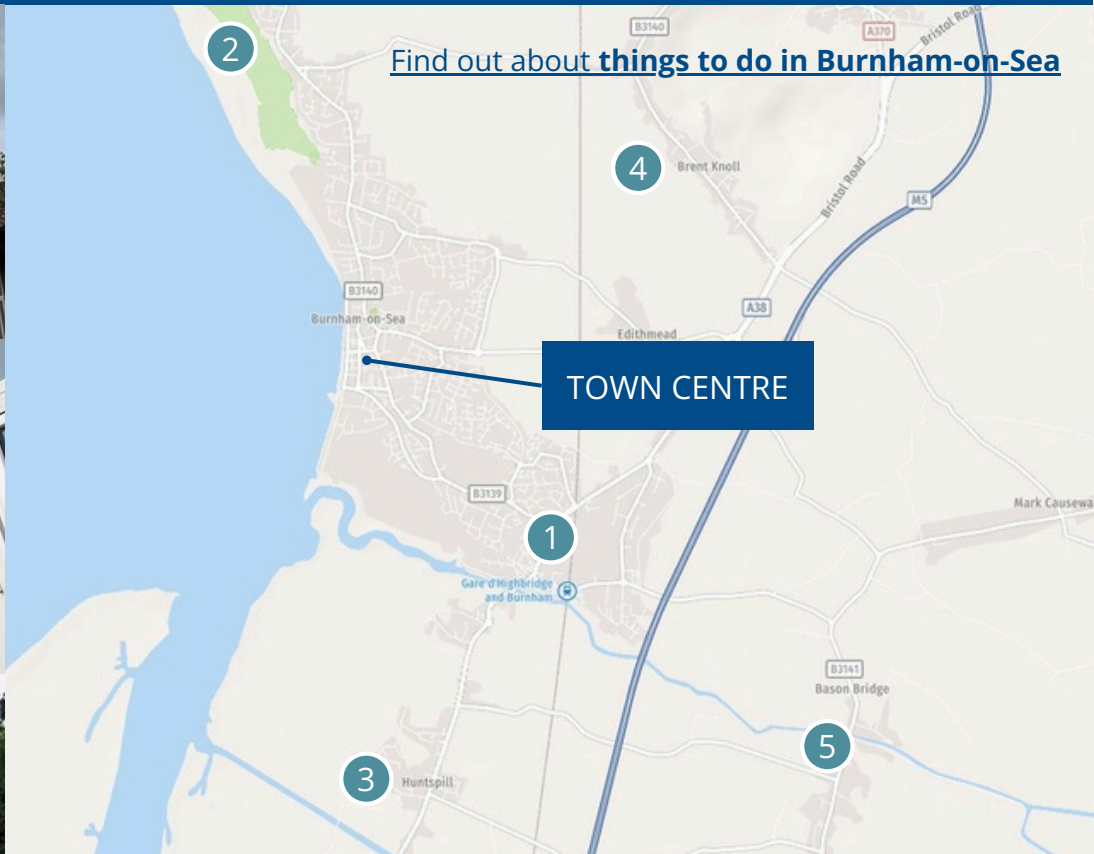 2
B3140
A370
Bristol Road
Find out about things to do in Burnham-on-Sea
4
Brent Knoll
Bristol Road
M5
B3140
Burnham-on-Sea
A38
Edithmead
TOWN CENTRE
B3139
Mark Causewa
1
Gare d'Highbridge
and Burnham
B3141
Bason Bridge
5
3
Huntspill